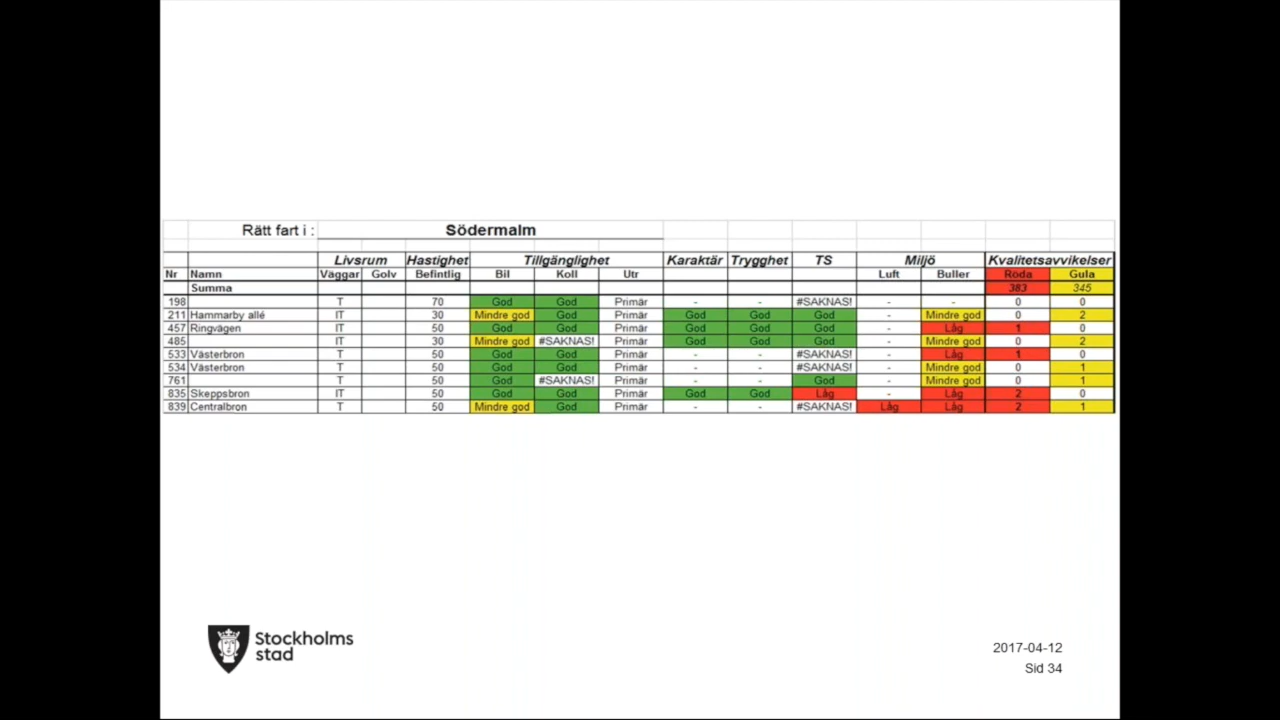 Rätt fart i : Södermalm
Livsrum Hastighet Tillgänglighet Karaktär Trygghet TS Miljö Kvalitetsavvikelser
Nr Namn Väggar Golv Befintlig Bil Koll Utr Luft Buller Röda Gula
Summa 383 345
198 T 70 God God Primär - - #SAKNAS! - - 0 0
211 Hammarby allé IT 30 Mindre god God Primär God God God - Mindre god 0 2
457 Ringvägen IT 50 God God Primär God God God - Låg 1 0
485 IT 30 Mindre god #SAKNAS! Primär God God God - Mindre god 0 2
533 Västerbron T 50 God God Primär - - #SAKNAS! - Låg 1 0
534 Västerbron T 50 God God Primär - - #SAKNAS! - Mindre god 0 1
761 T 50 God #SAKNAS! Primär - - God - Mindre god 0 1
835 Skeppsbron IT 50 God God Primär God God Låg - Låg 2 0
839 Centralbron T 50 Mindre god God Primär - - #SAKNAS! Låg Låg 2 1
Stockholms
stad
2017-04-12
Sid 34